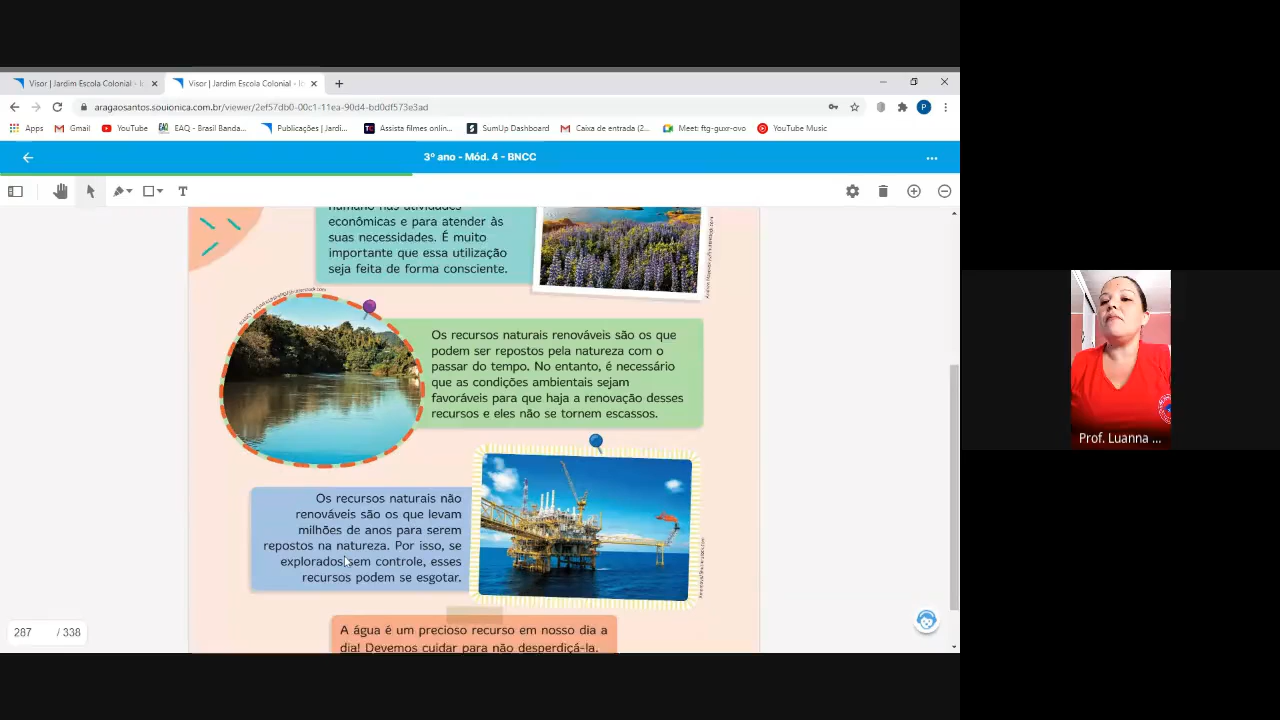 Visor | Jardim Escola Colonial - I
Visor | Jardim Escola Colonial - I
aragaosantos.souionica.com.br/viewer/2ef57db0-00c1-11ea-90d4-bd0df573e3ad
P
Apps
Gmail
YouTube
EAQ - Brasil Banda...
Publicações | Jardi...
Assista filmes onlin...
SumUp Dashboard
Caixa de entrada (2...
Meet: ftg-guxr-ovo
YouTube Music
3º ano - Mód. 4 - BNCC
T
humano nas atividades
econômicas e para atender às
suas necessidades. É muito
importante que essa utilização
seja feita de forma consciente.
Os recursos naturais renováveis são os que
podem ser repostos pela natureza com o
passar do tempo. No entanto, é necessário
que as condições ambientais sejam
favoráveis para que haja a renovação desses
recursos e eles não se tornem escassos.
Os recursos naturais não
renováveis são os que levam
milhões de anos para serem
repostos na natureza. Por isso, se
explorados sem controle, esses
recursos podem se esgotar.
A água é um precioso recurso em nosso dia a
dia! Devemos cuidar para não desperdiçá-la.
287 / 338
Prof. Luanna ...